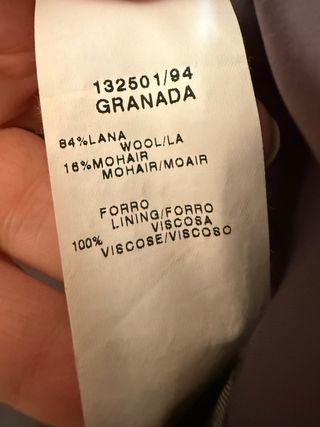 132501/94
GRANADA
84%LANA
WOOL/LA
16%MOHAIR
MOHAIR/MOAIR
FORRO
LINING/FORRO
VISCOSA
100%
VISCOSE/VISCOSO